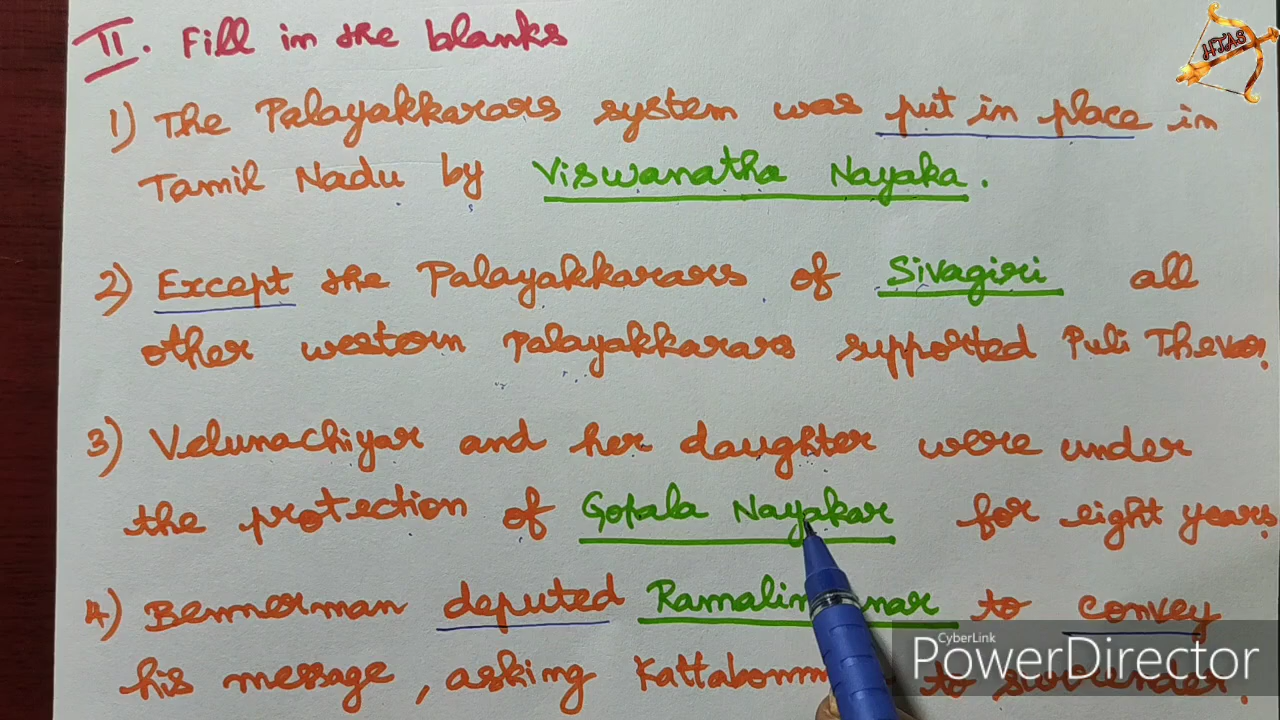 HTAS
II. Fill in the blanks
1) The Palayakkarars system was put in place in
Tamil Nadu by Viswanatha Nayaka.
2) Except the Palayakkarars of Sivagiri all
other western Palayakkarars supported Puli Thevar.
3) Velunachiyar and her daughter were under
the protection of Gopala Nayakar for eight years
4) Bannerman deputed to convey
his message, asking to surrender.
CyberLink
PowerDirector